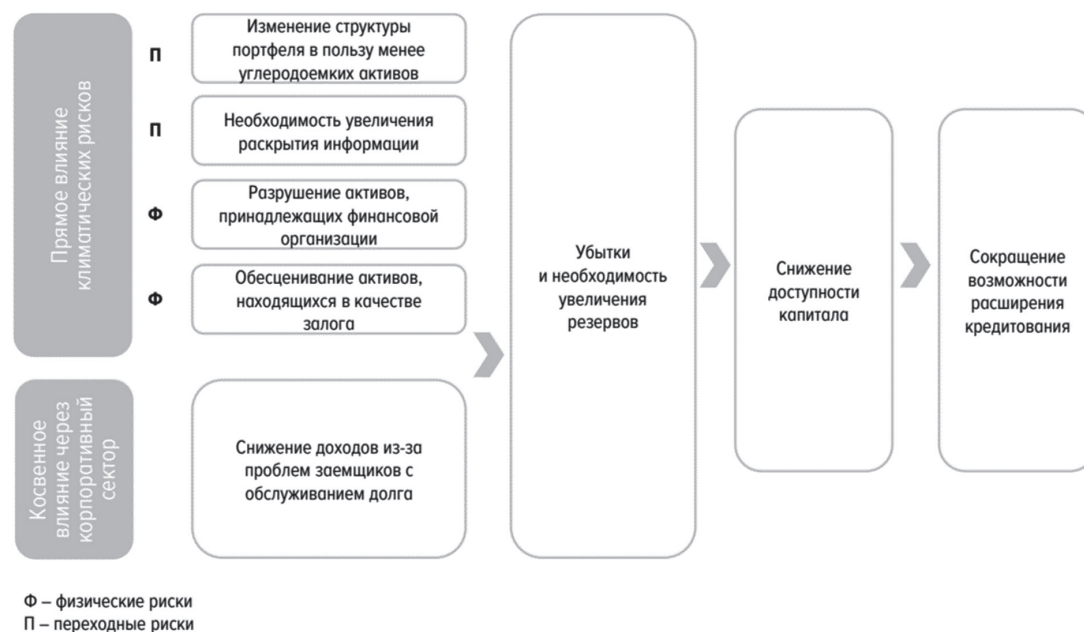 Прямое влияние
климатических рисков
П
Изменение структуры
портфеля в пользу менее
углеродоемких активов
П
Необходимость увеличения
раскрытия информации
Ф
Разрушение активов,
принадлежащих финансовой
организации
Ф
Обесценивание активов,
находящихся в качестве
залога
Косвенное
влияние через
корпоративный
сектор
Снижение доходов из-за
проблем заемщиков с
обслуживанием долга
Убытки
и необходимость
увеличения
резервов
Снижение
доступности
капитала
Сокращение
возможности
расширения
кредитования
Ф – физические риски
П – переходные риски